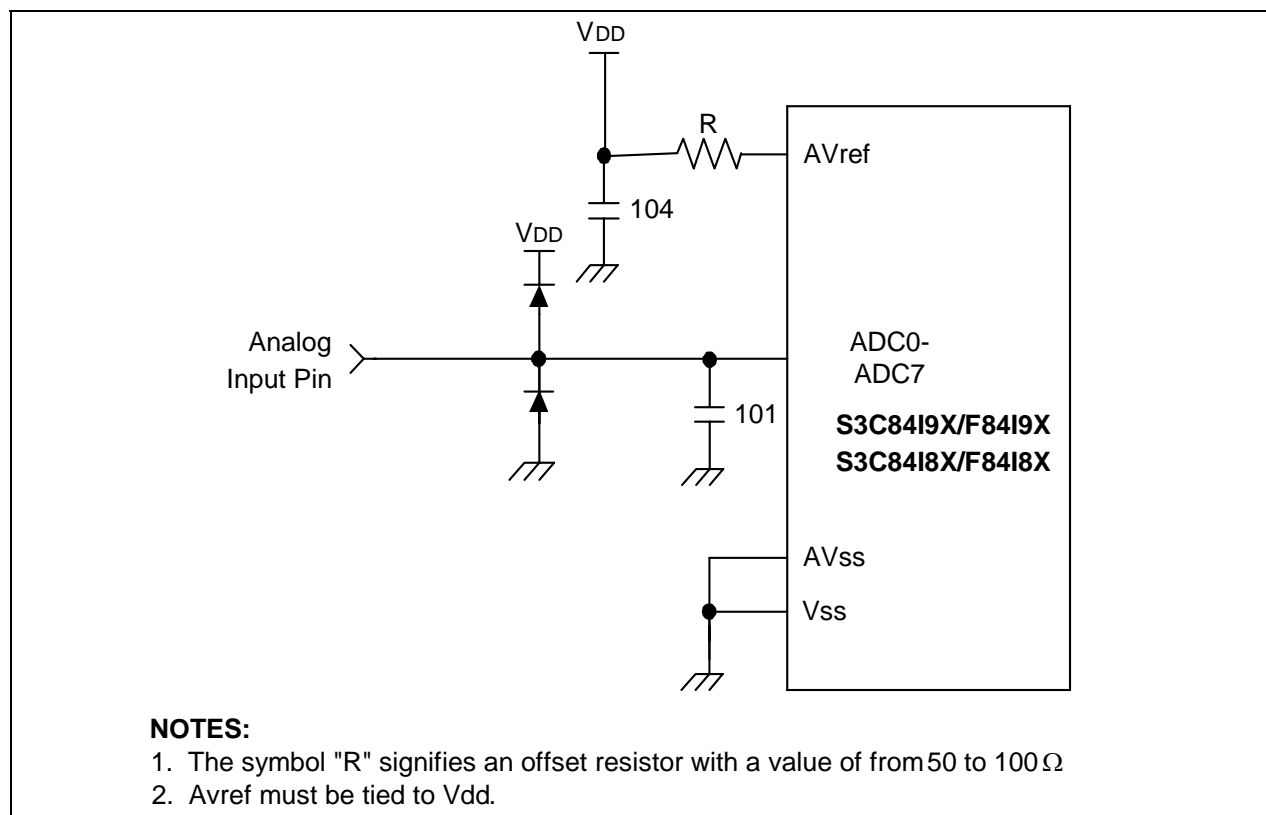 VDD
R
AVref
104
VDD
Analog
Input Pin
ADC0-
ADC7
101
S3C84I9X/F84I9X
S3C84I8X/F84I8X
AVss
Vss
NOTES:
1. The symbol "R" signifies an offset resistor with a value of from 50 to 100 Ω
2. Avref must be tied to Vdd.